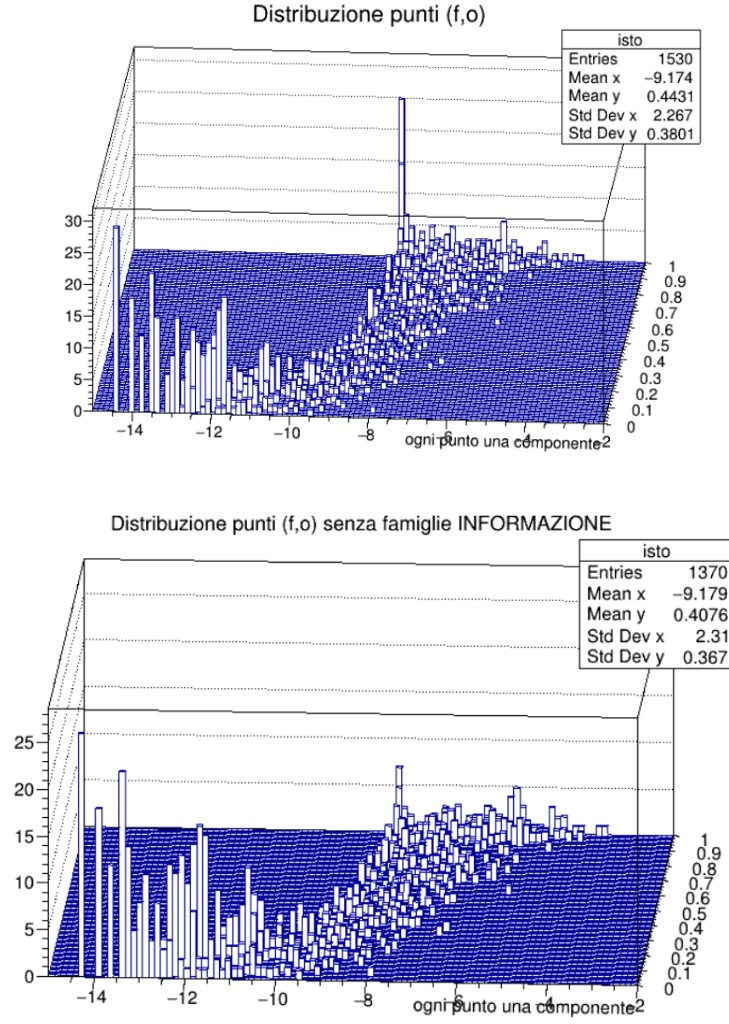 Distribuzione punti (f,o)
isto
Entries 1530
Mean x −9.174
Mean y 0.4431
Std Dev x 2.267
Std Dev y 0.3801
30
25
20
15
10
5
0
1
0.9
0.8
0.7
0.6
0.5
0.4
0.3
0.2
0.1
0
−14 −12 −10 −8 −6 −4 −2
ogni punto una componente
Distribuzione punti (f,o) senza famiglie INFORMAZIONE
isto
Entries 1370
Mean x −9.179
Mean y 0.4076
Std Dev x 2.31
Std Dev y 0.367
25
20
15
10
5
0
1
0.9
0.8
0.7
0.6
0.5
0.4
0.3
0.2
0.1
0
−14 −12 −10 −8 −6 −4 −2
ogni punto una componente